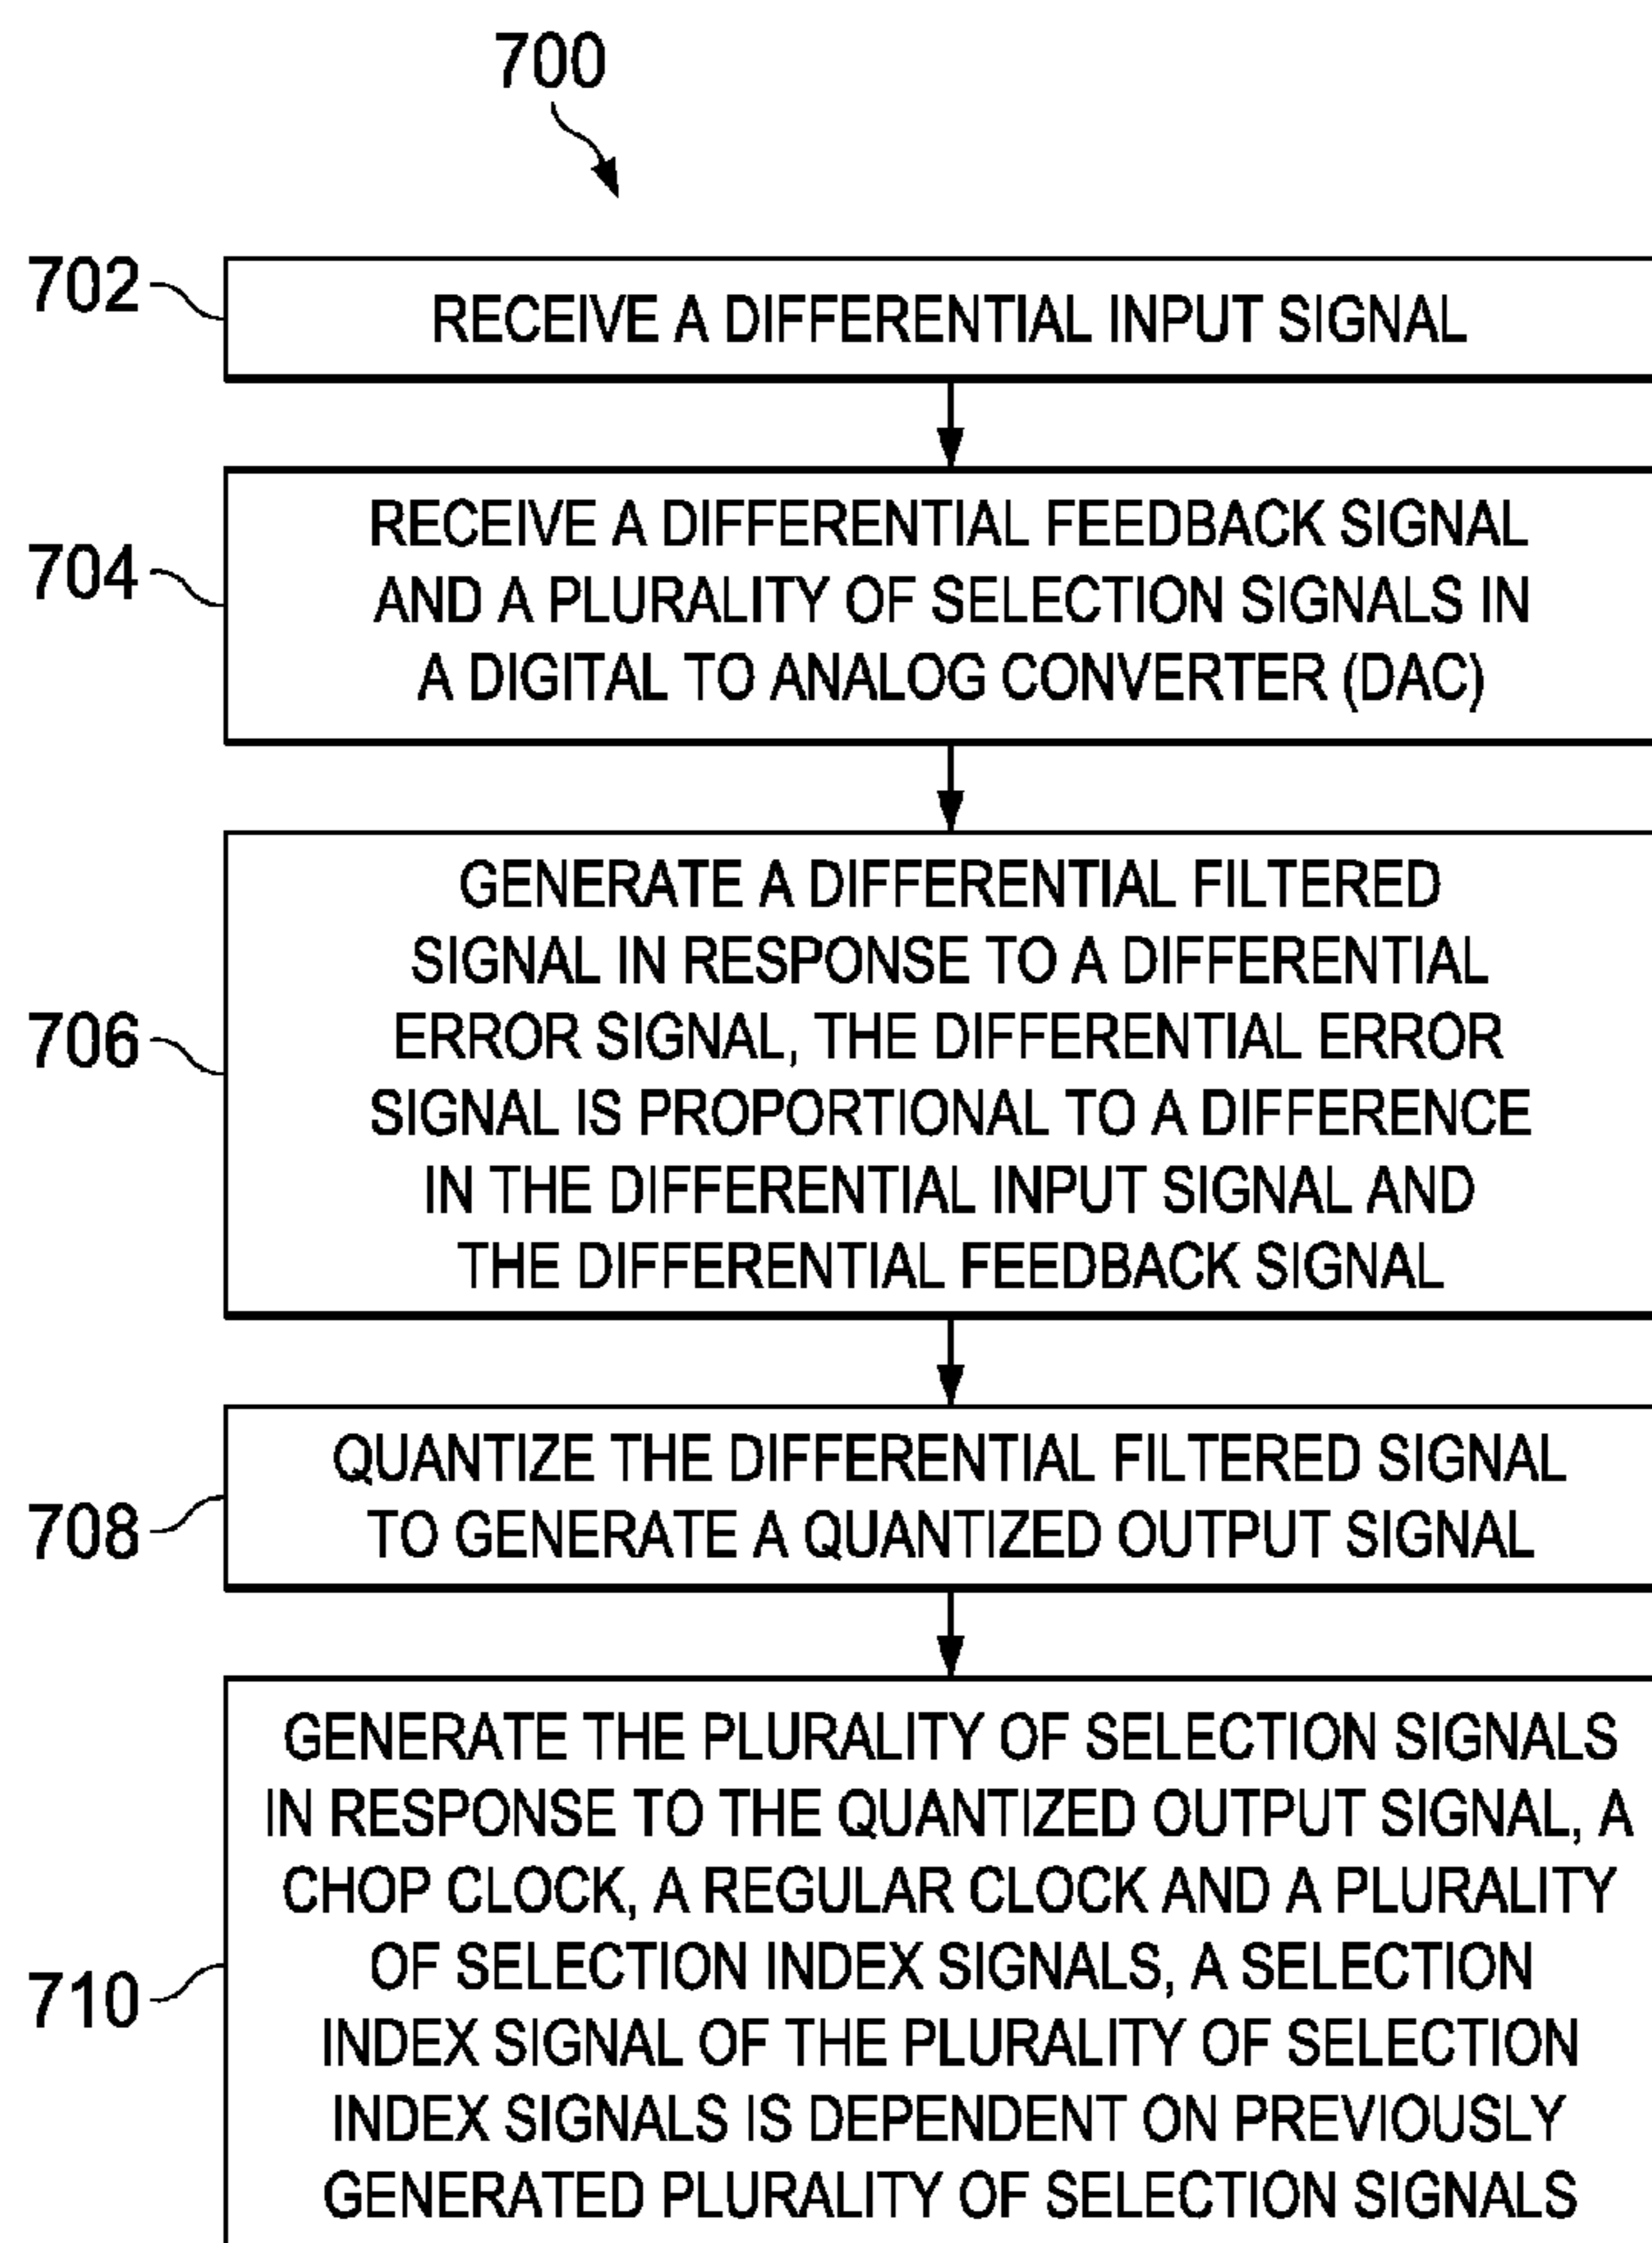 700
702
RECEIVE A DIFFERENTIAL INPUT SIGNAL
704
RECEIVE A DIFFERENTIAL FEEDBACK SIGNAL
AND A PLURALITY OF SELECTION SIGNALS IN
A DIGITAL TO ANALOG CONVERTER (DAC)
706
GENERATE A DIFFERENTIAL FILTERED
SIGNAL IN RESPONSE TO A DIFFERENTIAL
ERROR SIGNAL, THE DIFFERENTIAL ERROR
SIGNAL IS PROPORTIONAL TO A DIFFERENCE
IN THE DIFFERENTIAL INPUT SIGNAL AND
THE DIFFERENTIAL FEEDBACK SIGNAL
708
QUANTIZE THE DIFFERENTIAL FILTERED SIGNAL
TO GENERATE A QUANTIZED OUTPUT SIGNAL
710
GENERATE THE PLURALITY OF SELECTION SIGNALS
IN RESPONSE TO THE QUANTIZED OUTPUT SIGNAL, A
CHOP CLOCK, A REGULAR CLOCK AND A PLURALITY
OF SELECTION INDEX SIGNALS, A SELECTION
INDEX SIGNAL OF THE PLURALITY OF SELECTION
INDEX SIGNALS IS DEPENDENT ON PREVIOUSLY
GENERATED PLURALITY OF SELECTION SIGNALS